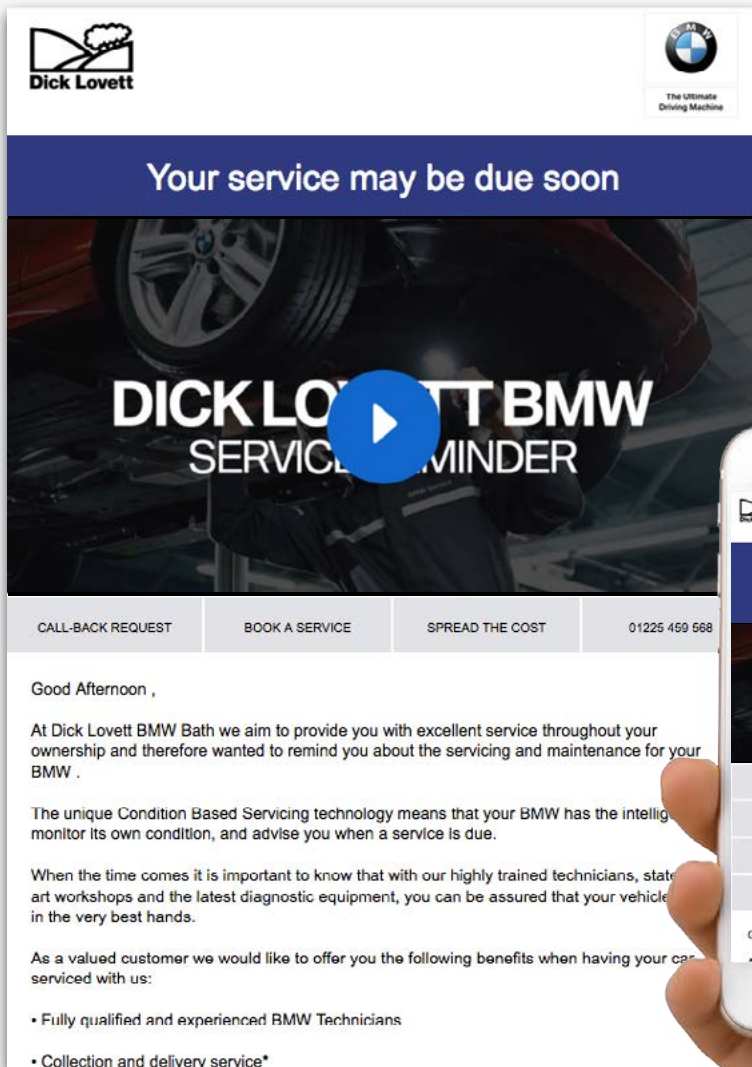 Dick Lovett
BMW
The Ultimate
Driving Machine
Your service may be due soon
DICK LOVETT BMW
SERVICE REMINDER
CALL-BACK REQUEST
BOOK A SERVICE
SPREAD THE COST
01225 459 568
Good Afternoon ,
At Dick Lovett BMW Bath we aim to provide you with excellent service throughout your
ownership and therefore wanted to remind you about the servicing and maintenance for your
BMW .
The unique Condition Based Servicing technology means that your BMW has the
monitor its own condition, and advise you when a service is due.
When the time comes it is important to know that with our highly trained technicians, state
art workshops and the latest diagnostic equipment, you can be assured that your vehicle
in the very best hands.
As a valued customer we would like to offer you the following benefits when having your car
serviced with us:
• Fully qualified and experienced BMW Technicians
• Collection and delivery service*